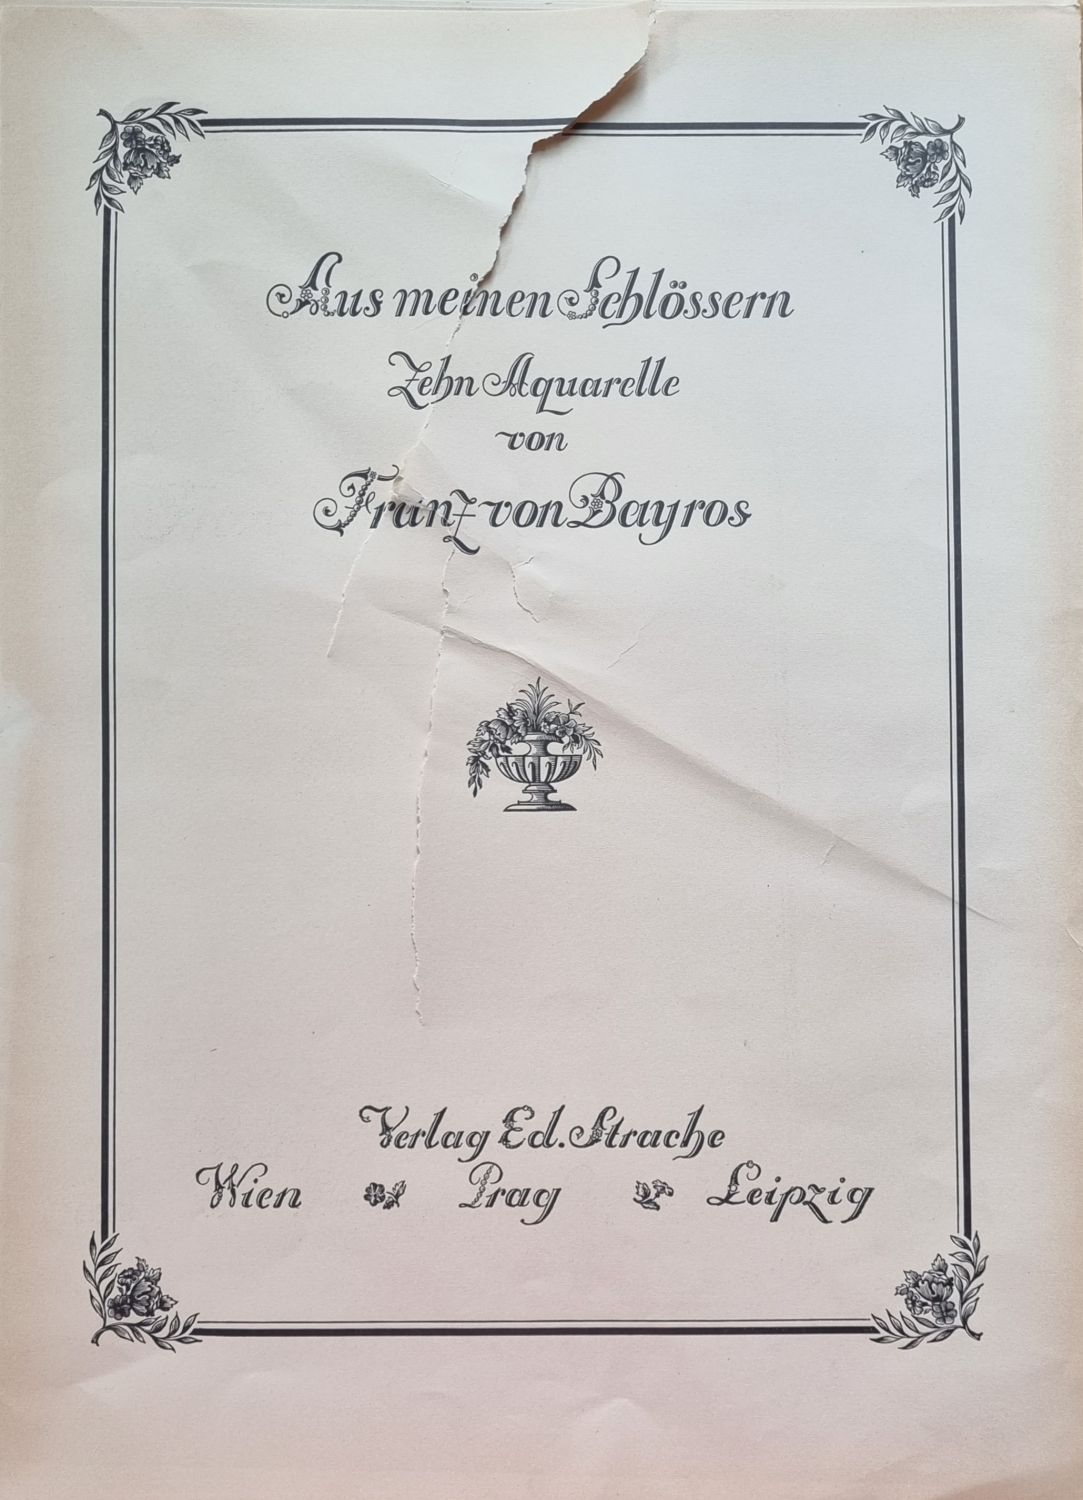 Aus meinen Schlössern
Zehn Aquarelle
von
Franz von Bayros
Verlag Ed. Strache
Wien Prag Leipzig